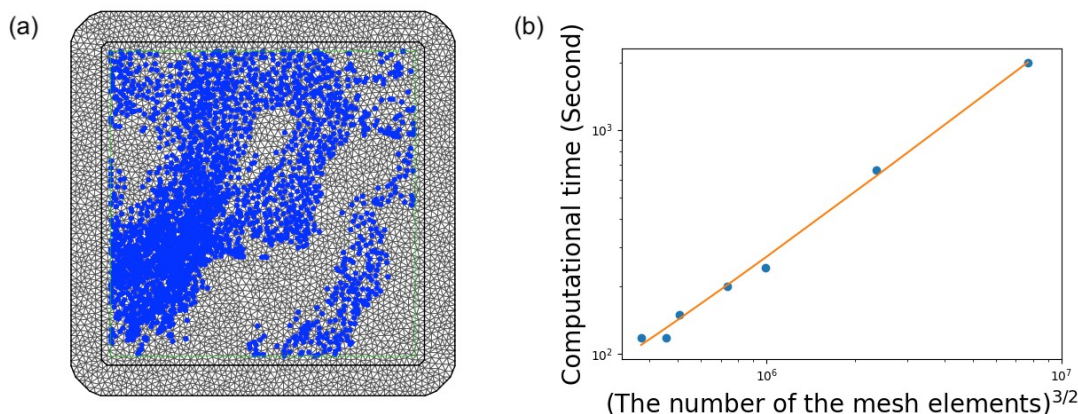 (a)
(b)
Computational time (Second)
10³
10²
10⁶
10⁷
(The number of the mesh elements)³/²